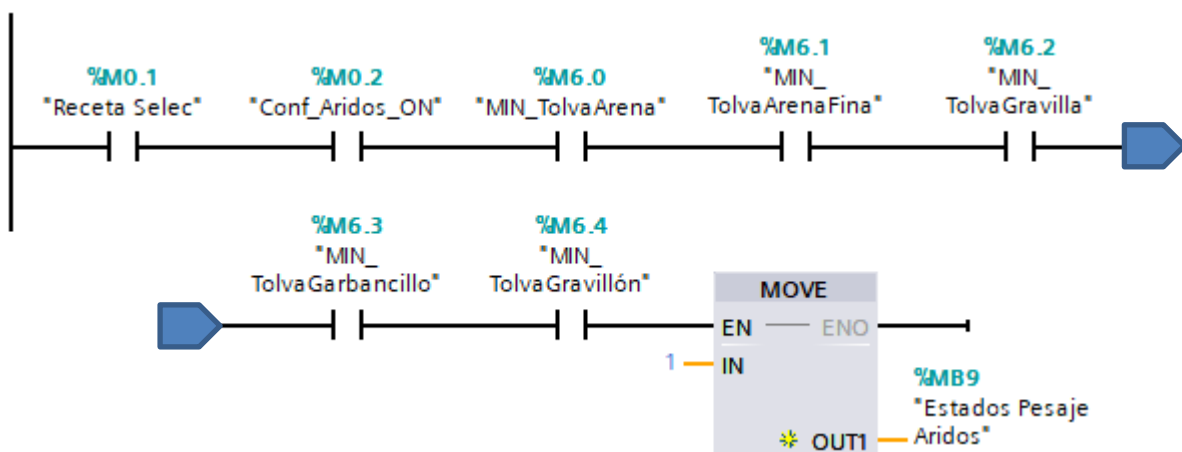 %M0.1
"Receta Selec"
%M0.2
"Conf_Aridos_ON"
%M6.0
"MIN_TolvaArena"
%M6.1
"MIN_
TolvaArenaFina"
%M6.2
"MIN_
TolvaGravilla"
%M6.3
"MIN_
TolvaGarbancillo"
%M6.4
"MIN_
TolvaGravillón"
MOVE
EN ENO
1 IN
%MB9
"Estados Pesaje
Aridos"
OUT1